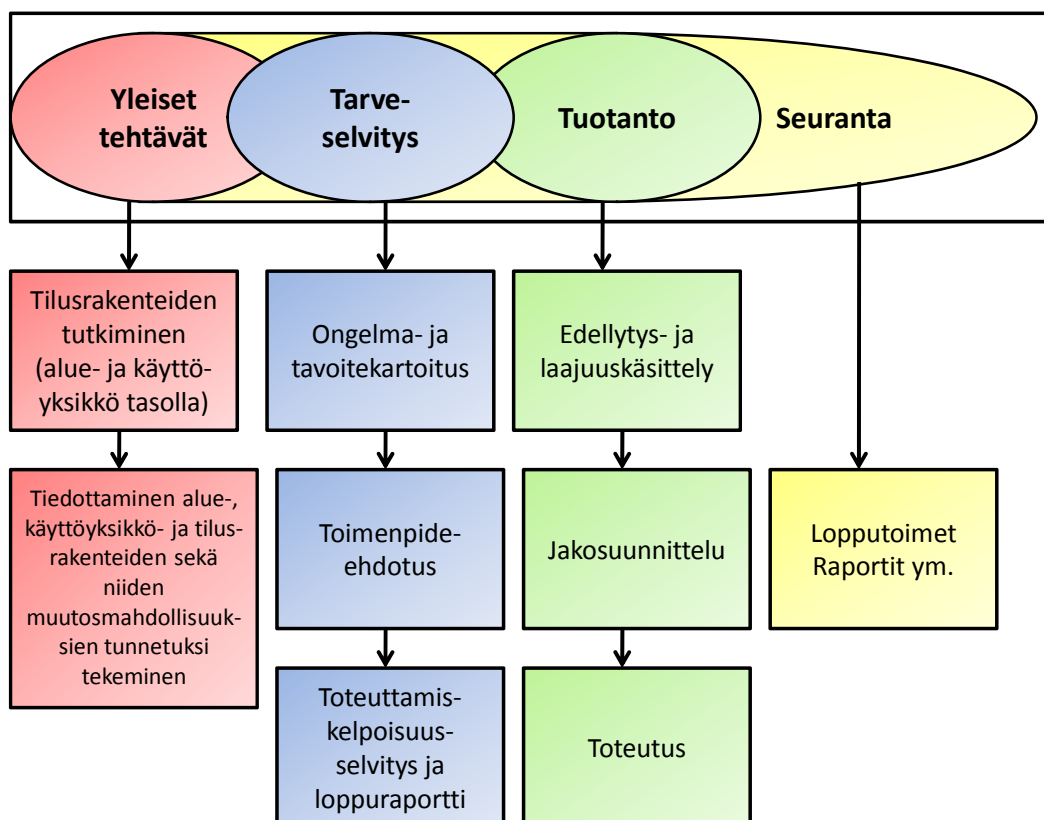 Yleiset
tehtävät
Tarve-
selvitys
Tuotanto
Seuranta
Tilusrakenteiden
tutkiminen
(alue- ja käyttö-
yksikkö tasolla)
Tiedottaminen alue-,
käyttöyksikkö- ja tilus-
rakenteiden sekä
niiden
muutosmahdollisuuk-
sien tunnetuksi
tekeminen
Ongelma- ja
tavoitekartoitus
Toimenpide-
ehdotus
Toteuttamis-
kelpoisuus-
selvitys ja
loppuraportti
Edellytys- ja
laajuuskäsittely
Jakosuunnittelu
Toteutus
Lopputoimet
Raportit ym.